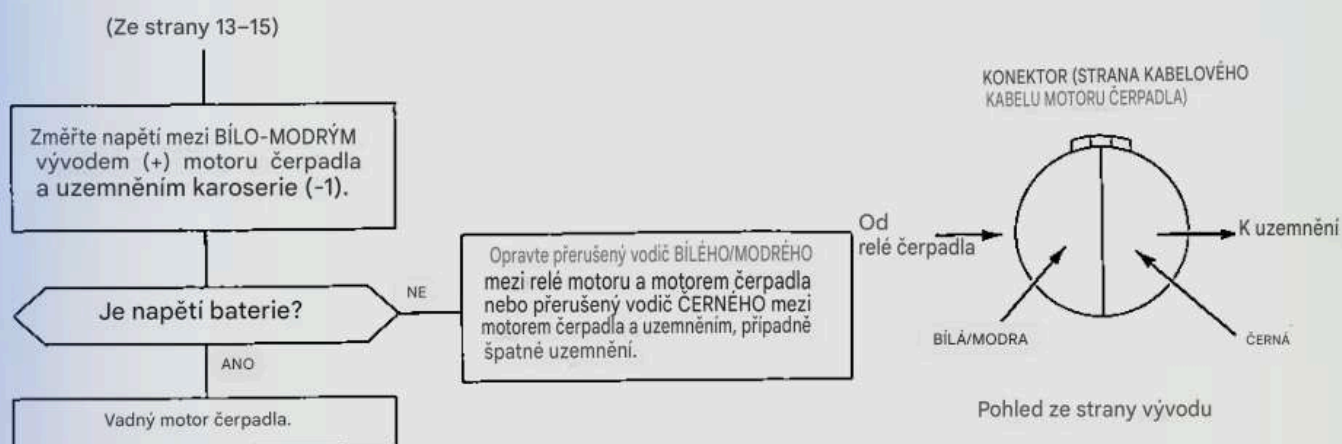 (Ze strany 13–15)
Změřte napětí mezi BÍLO-MODRÝM
vývodem (+) motoru čerpadla
a uzemněním karoserie (-1).
Je napětí baterie?
NE
ANO
Vadný motor čerpadla.
Opravte přerušený vodič BÍLÉHO/MODRÉHO
mezi relé motoru a motorem čerpadla
nebo přerušený vodič ČERNÉHO mezi
motorem čerpadla a uzemněním, případně
špatné uzemnění.
KONEKTOR (STRANA KABELOVÉHO
KABELU MOTORU ČERPADLA)
Od
relé čerpadla
K uzemnění
BÍLÁ/MODRA
ČERNÁ
Pohled ze strany vývodu